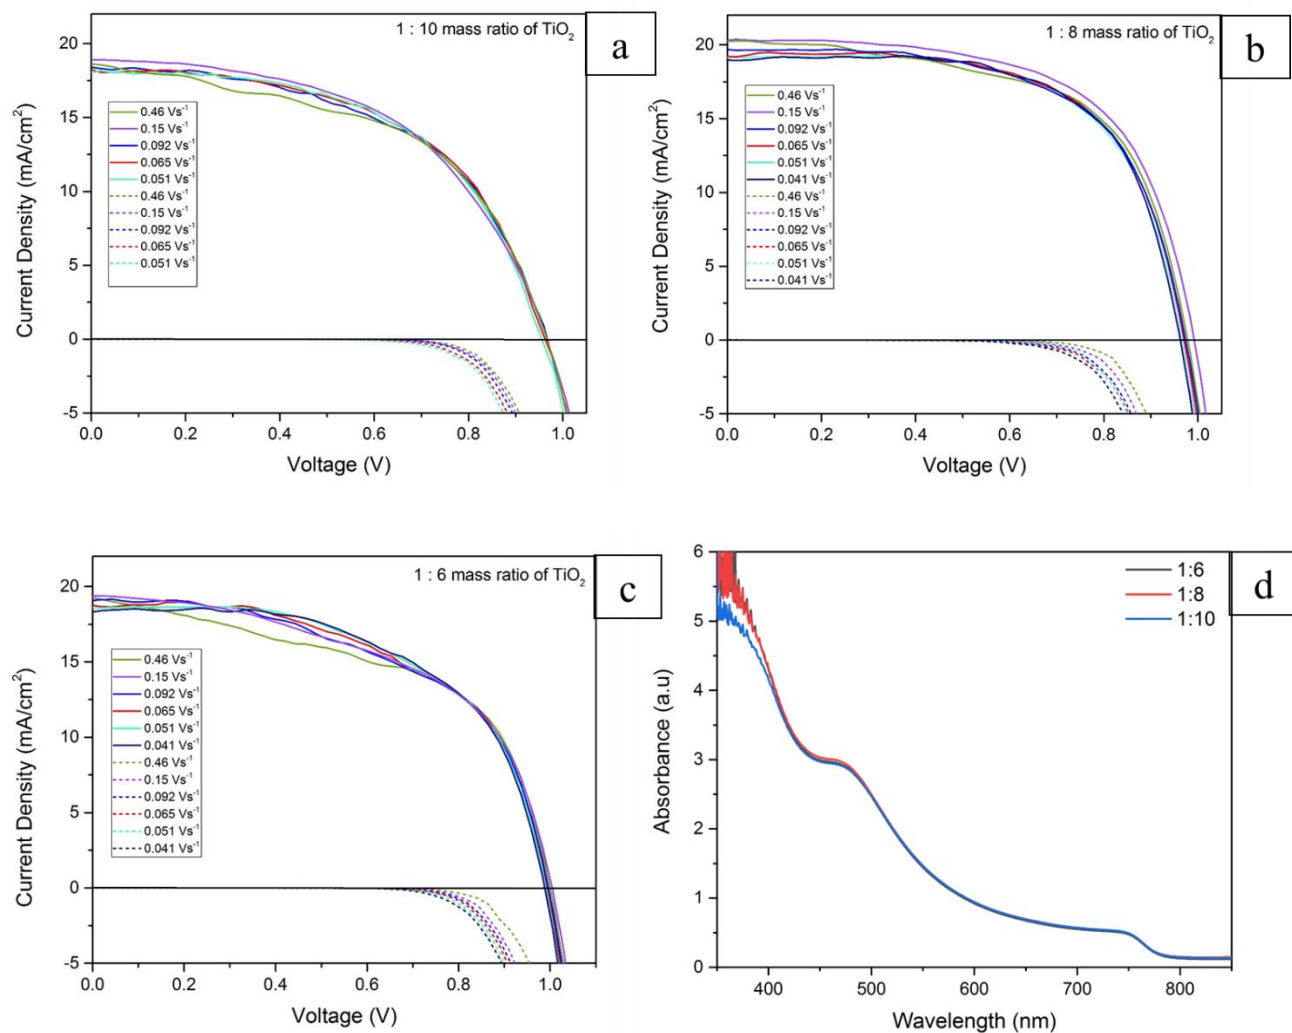 1 : 10 mass ratio of TiO2
a
20
15
10
5
0
-5
0.46 Vs-1
0.15 Vs-1
0.092 Vs-1
0.065 Vs-1
0.051 Vs-1
0.46 Vs-1
0.15 Vs-1
0.092 Vs-1
0.065 Vs-1
0.051 Vs-1
Current Density (mA/cm2)
0.0 0.2 0.4 0.6 0.8 1.0
Voltage (V)
1 : 8 mass ratio of TiO2
b
20
15
10
5
0
-5
0.46 Vs-1
0.15 Vs-1
0.092 Vs-1
0.065 Vs-1
0.051 Vs-1
0.041 Vs-1
0.46 Vs-1
0.15 Vs-1
0.092 Vs-1
0.065 Vs-1
0.051 Vs-1
0.041 Vs-1
Current Density (mA/cm2)
0.0 0.2 0.4 0.6 0.8 1.0
Voltage (V)
1 : 6 mass ratio of TiO2
c
20
15
10
5
0
-5
0.46 Vs-1
0.15 Vs-1
0.092 Vs-1
0.065 Vs-1
0.051 Vs-1
0.041 Vs-1
0.46 Vs-1
0.15 Vs-1
0.092 Vs-1
0.065 Vs-1
0.051 Vs-1
0.041 Vs-1
Current Density (mA/cm2)
0.0 0.2 0.4 0.6 0.8 1.0
Voltage (V)
d
1:6
1:8
1:10
6
5
4
3
2
1
0
Absorbance (a.u)
400 500 600 700 800
Wavelength (nm)